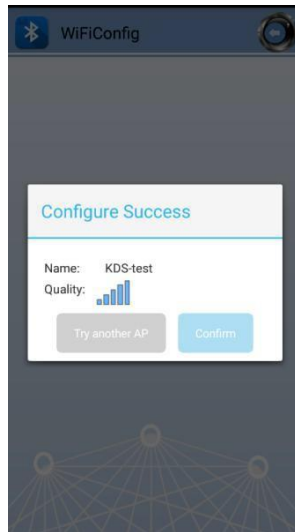 WiFiConfig
Configure Success
Name: KDS-test
Quality:
Try another AP Confirm